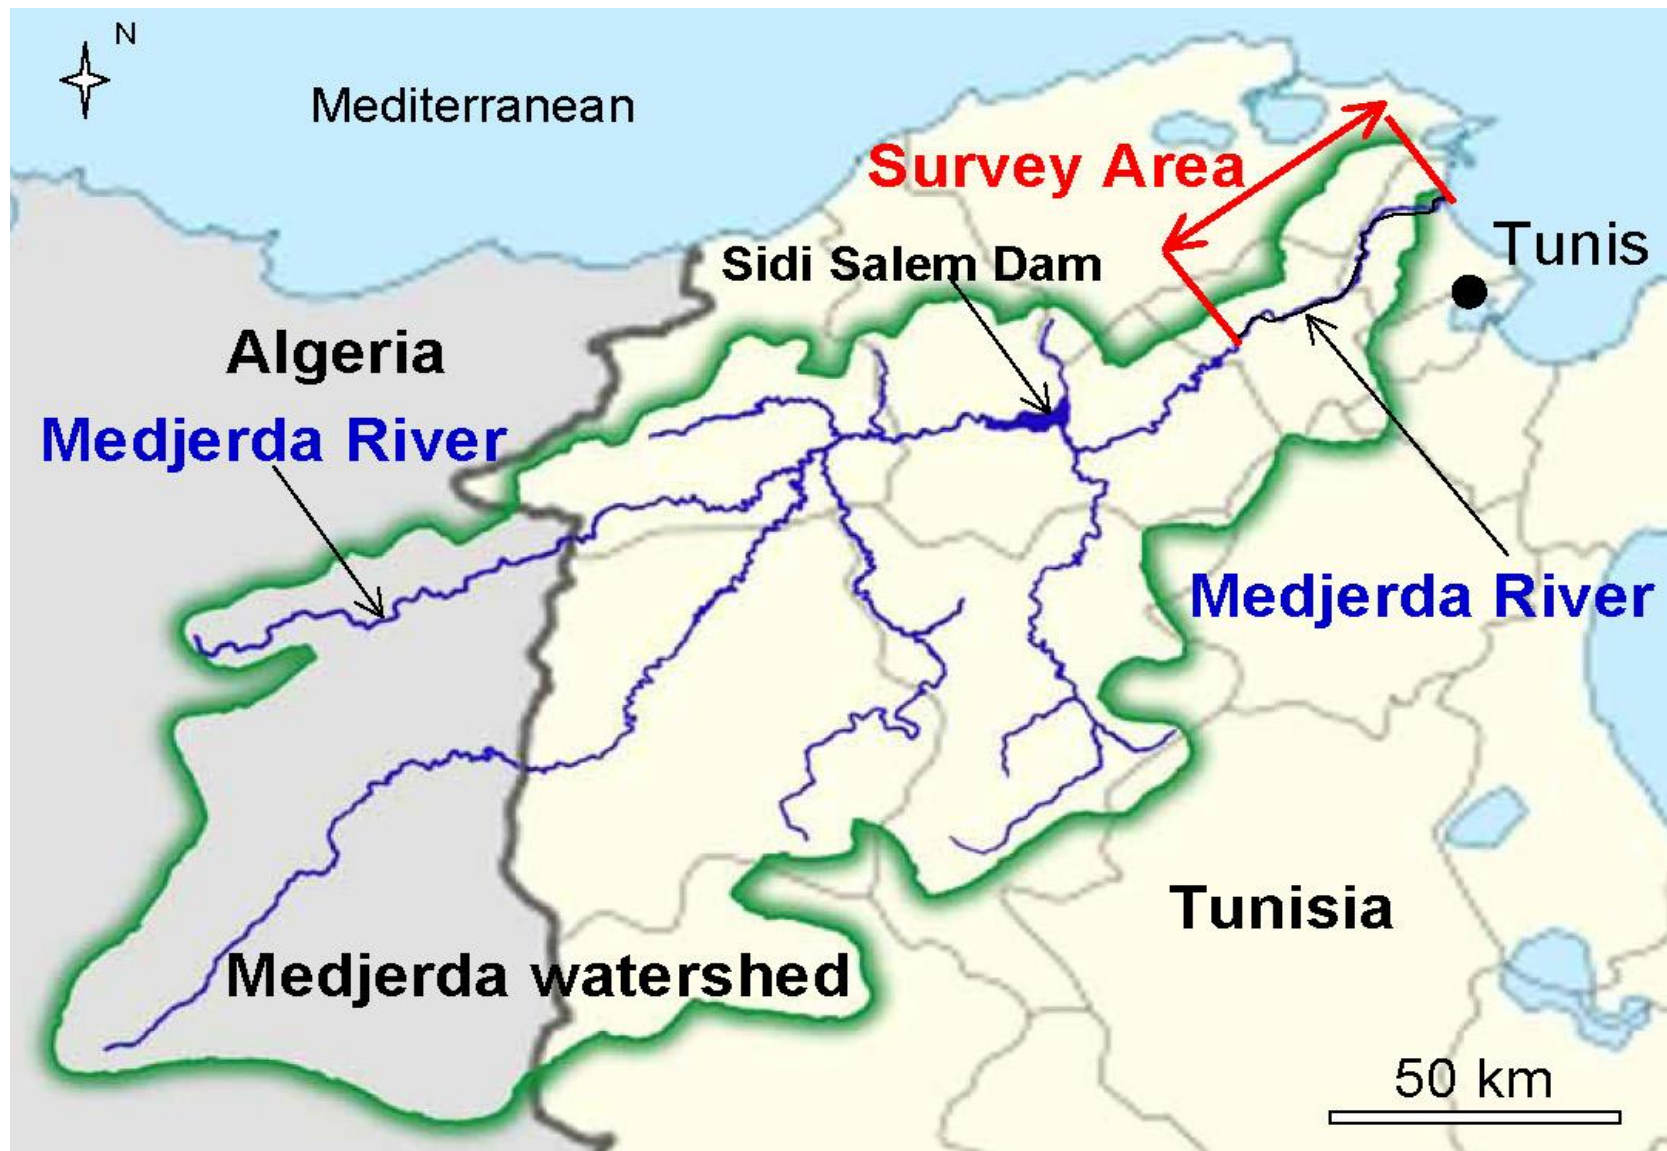 N
Mediterranean
Survey Area
Tunis
Sidi Salem Dam
Algeria
Medjerda River
Medjerda River
Tunisia
Medjerda watershed
50 km